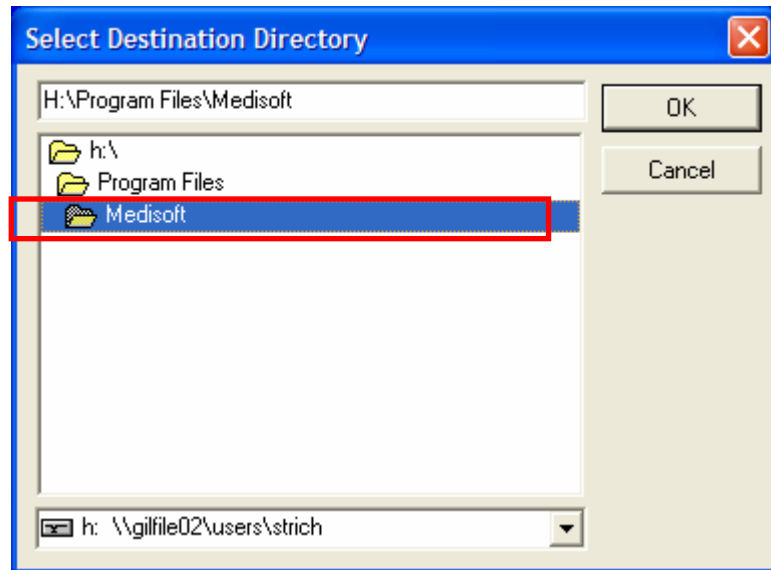 Select Destination Directory
H:\Program Files\Medisoft
OK
h:\
Cancel
Program Files
Medisoft
h: \\gilfile02\users\strich